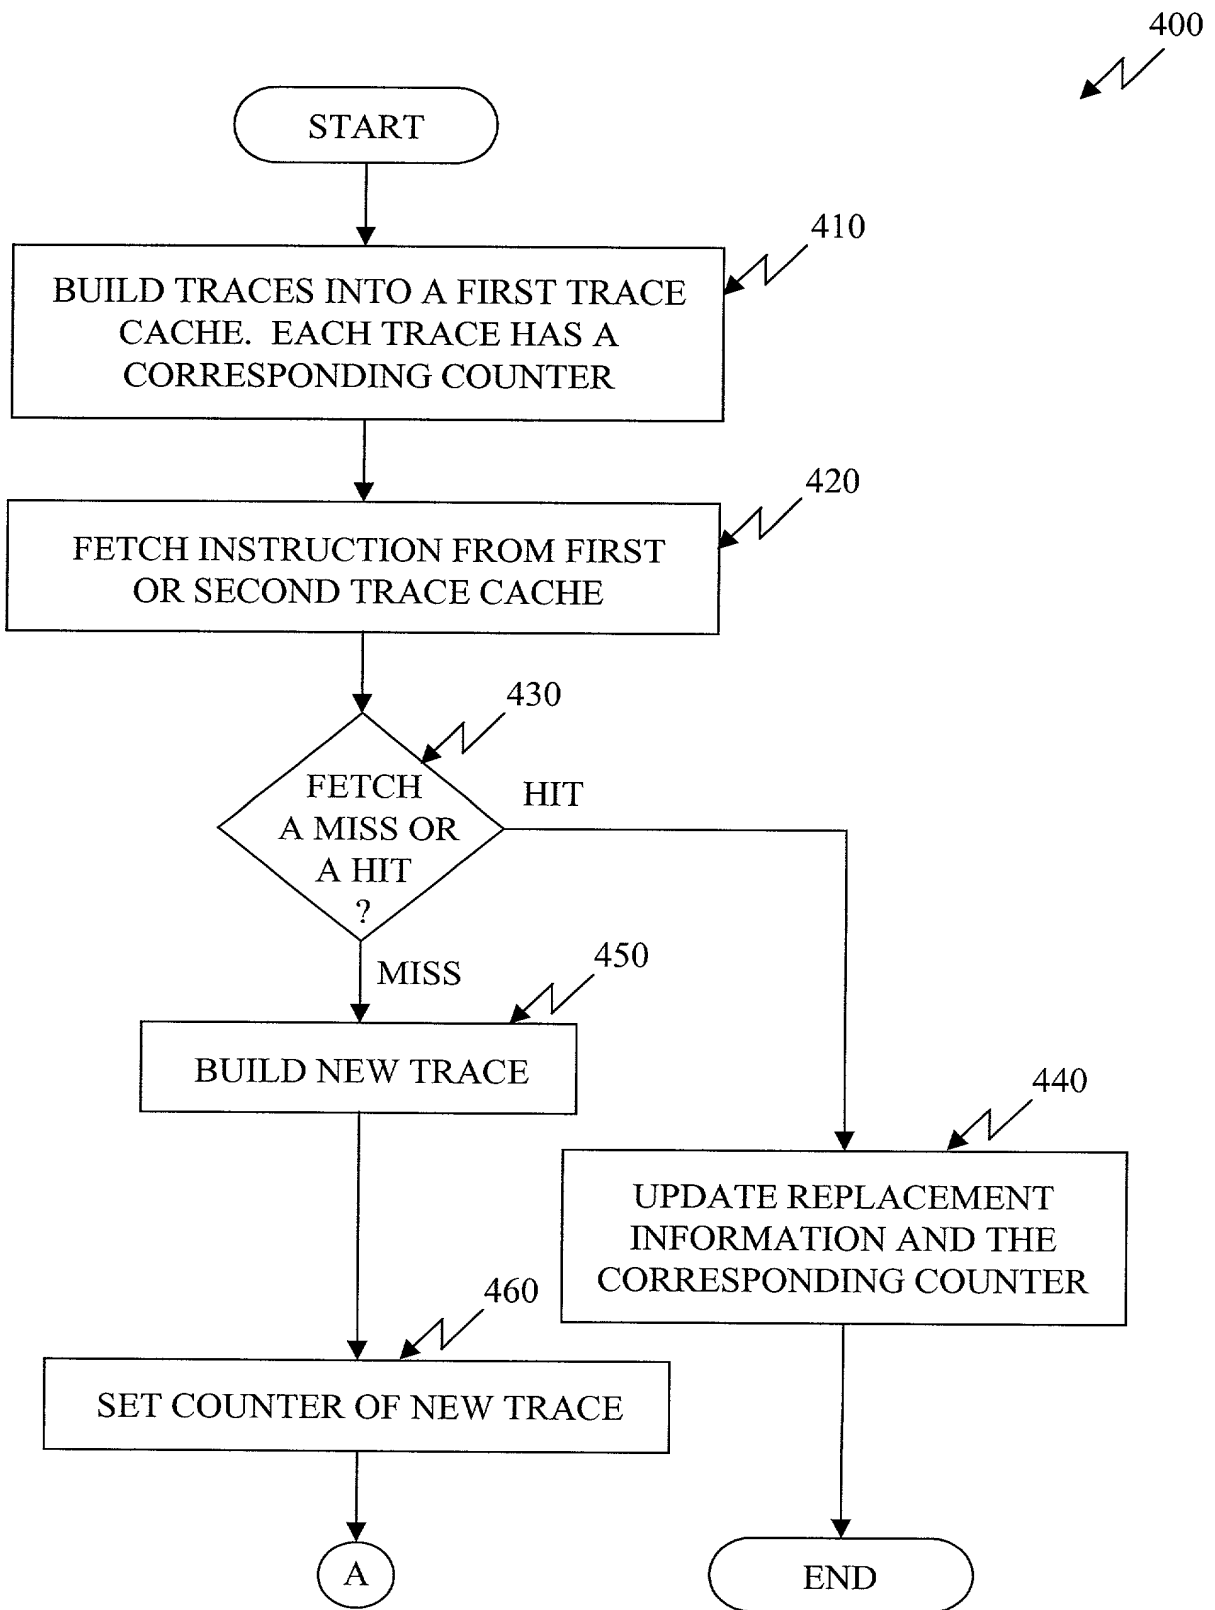 400
START
410
BUILD TRACES INTO A FIRST TRACE
CACHE. EACH TRACE HAS A
CORRESPONDING COUNTER
420
FETCH INSTRUCTION FROM FIRST
OR SECOND TRACE CACHE
430
FETCH
A MISS OR
A HIT
?
HIT
MISS
450
BUILD NEW TRACE
440
UPDATE REPLACEMENT
INFORMATION AND THE
CORRESPONDING COUNTER
460
SET COUNTER OF NEW TRACE
A
END